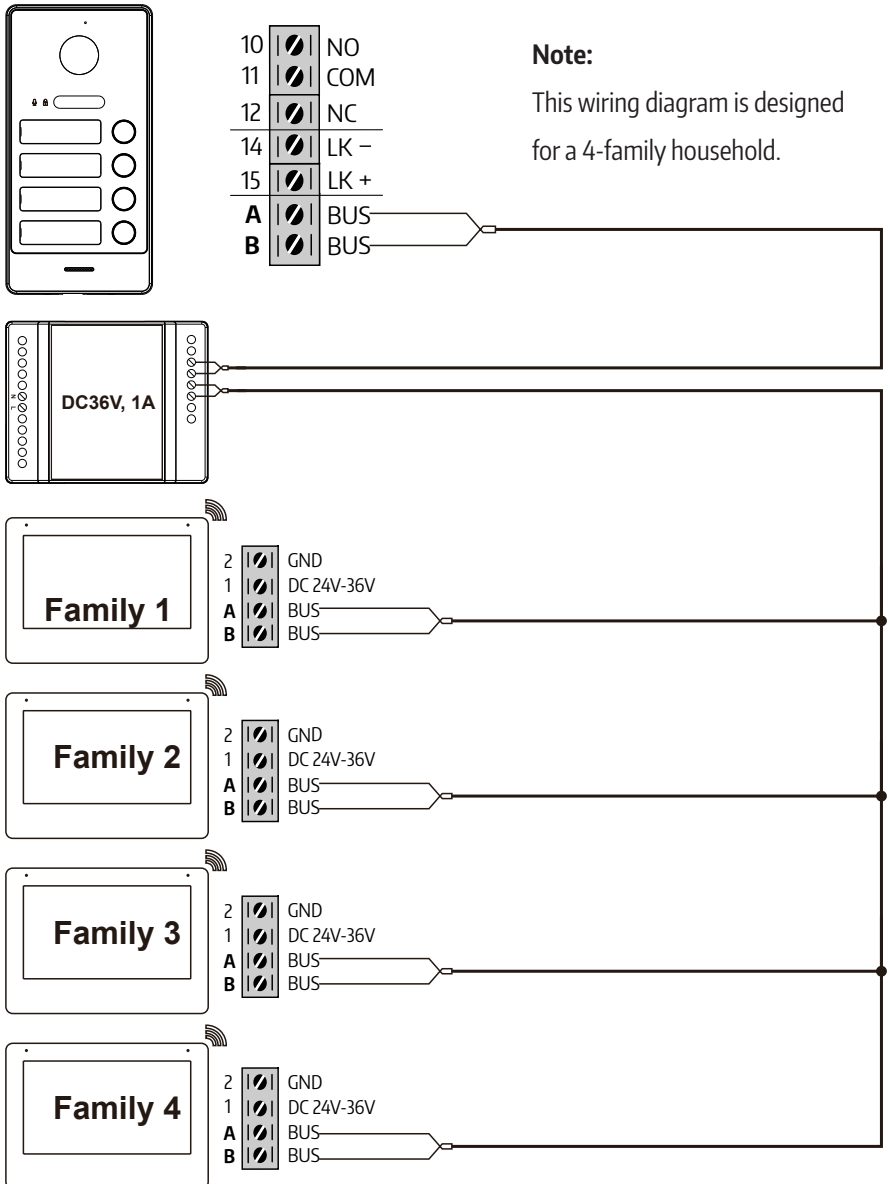 10 NO
11 COM
12 NC
14 LK –
15 LK +
A BUS
B BUS
Note:
This wiring diagram is designed
for a 4-family household.
N
L
DC36V, 1A
Family 1
2 GND
1 DC 24V-36V
A BUS
B BUS
Family 2
2 GND
1 DC 24V-36V
A BUS
B BUS
Family 3
2 GND
1 DC 24V-36V
A BUS
B BUS
Family 4
2 GND
1 DC 24V-36V
A BUS
B BUS